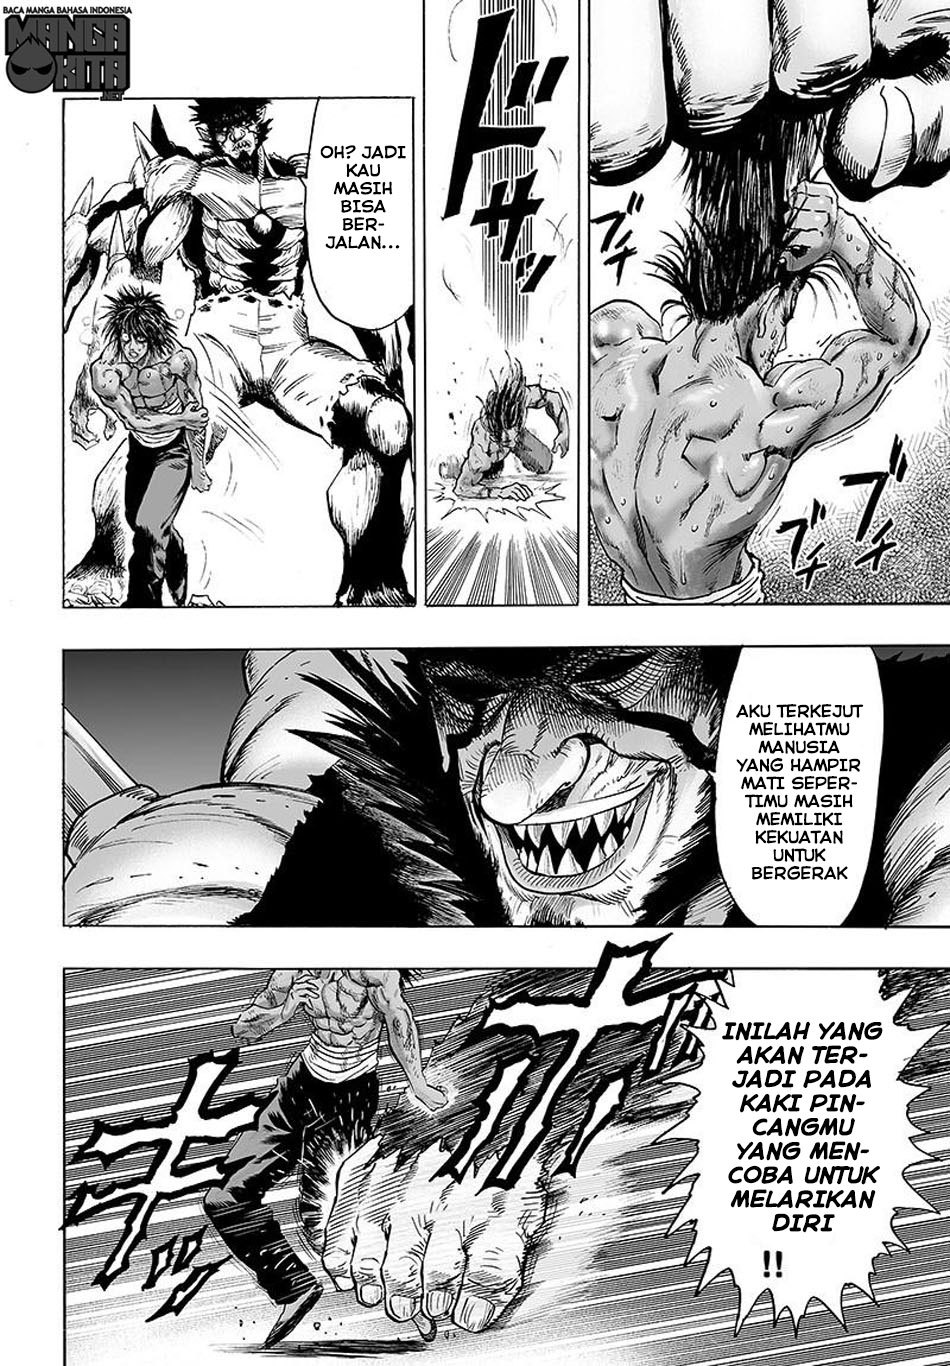 BACA MANGA BAHASA INDONESIA
MANGA
KITA
.NET
ブチ
ブチ
ブチ
ドサッ
OH? JADI
KAU
MASIH
BISA
BER-
JALAN...
AKU TERKEJUT
MELIHATMU
MANUSIA
YANG HAMPIR
MATI SEPER-
TIMU MASIH
MEMILIKI
KEKUATAN
UNTUK
BERGERAK
INILAH YANG
AKAN TER-
JADI PADA
KAKI PIN-
CANGMU
YANG MEN-
COBA UNTUK
MELARIKAN
DIRI
!!